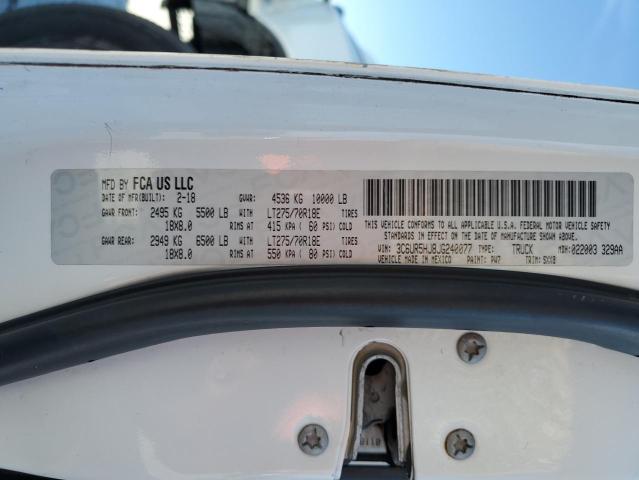 MFD BY FCA US LLC
DATE OF MFR(BUILT): 2-18 GVWR: 4536 KG 10000 LB
GAWR FRONT: 2495 KG 5500 LB WITH LT275/70R18E TIRES
18X8.0 RIMS AT 415 KPA ( 60 PSI) COLD
GAWR REAR: 2949 KG 6500 LB WITH LT275/70R18E TIRES
18X8.0 RIMS AT 550 KPA ( 80 PSI) COLD
THIS VEHICLE CONFORMS TO ALL APPLICABLE U.S.A. FEDERAL MOTOR VEHICLE
STANDARDS IN EFFECT ON THE DATE OF MANUFACTURE SHOWN ABOVE.
VIN: 3C6UR5HJ8JG240077 TYPE: TRUCK MDH: 022003 329AA
VEHICLE MADE IN MEXICO PAINT: PW7 TRIM: SXX8